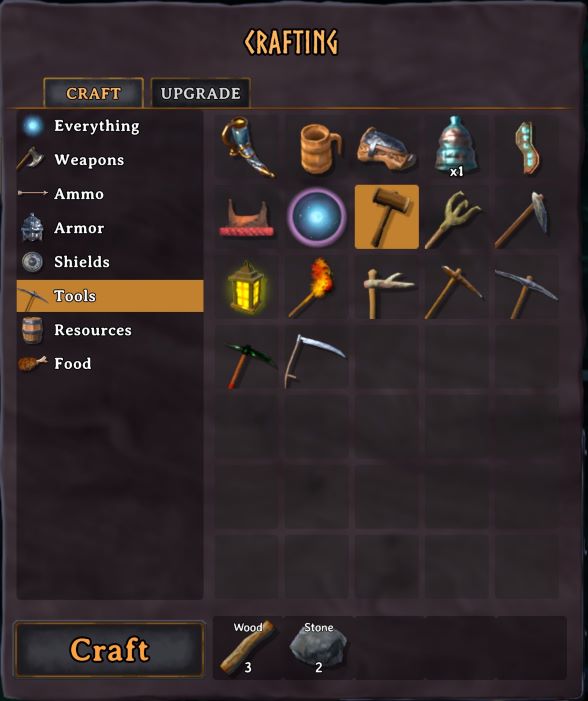 CRAFTING
CRAFT
UPGRADE
Everything
Weapons
Ammo
Armor
Shields
Tools
Resources
Food
x1
Craft
Wood
3
Stone
2